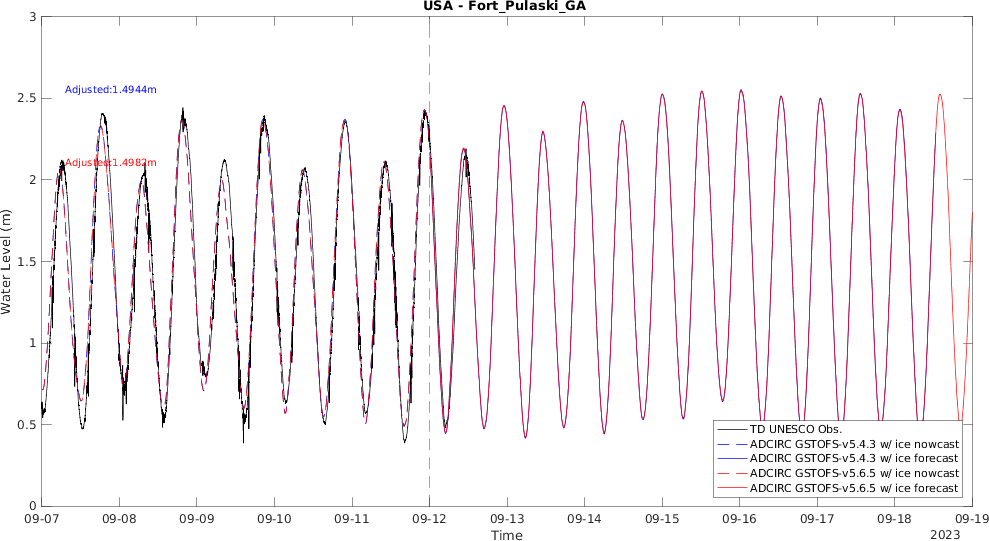 USA - Fort_Pulaski_GA
3
2.5
2
1.5
1
0.5
0
Water Level (m)
Adjusted:1.4944m
Adjusted:1.4982m
TD UNESCO Obs.
ADCIRC GSTOFS-v5.4.3 w/ ice nowcast
ADCIRC GSTOFS-v5.4.3 w/ ice forecast
ADCIRC GSTOFS-v5.6.5 w/ ice nowcast
ADCIRC GSTOFS-v5.6.5 w/ ice forecast
09-07 09-08 09-09 09-10 09-11 09-12 09-13 09-14 09-15 09-16 09-17 09-18 09-19
Time
2023